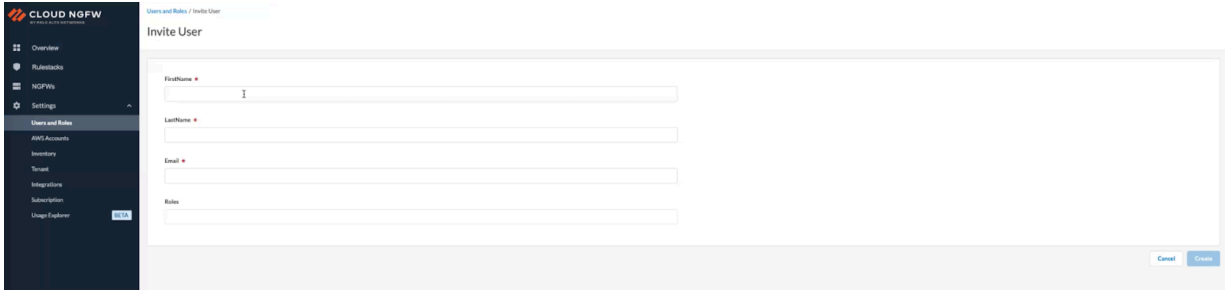 CLOUD NGFW
BY PALO ALTO NETWORKS
Overview
Rulestacks
NGFWs
Settings
Users and Roles
AWS Accounts
Inventory
Tenant
Integrations
Subscription
Usage Explorer BETA
Users and Roles / Invite User
Invite User
FirstName *
LastName *
Email *
Roles
Cancel Create